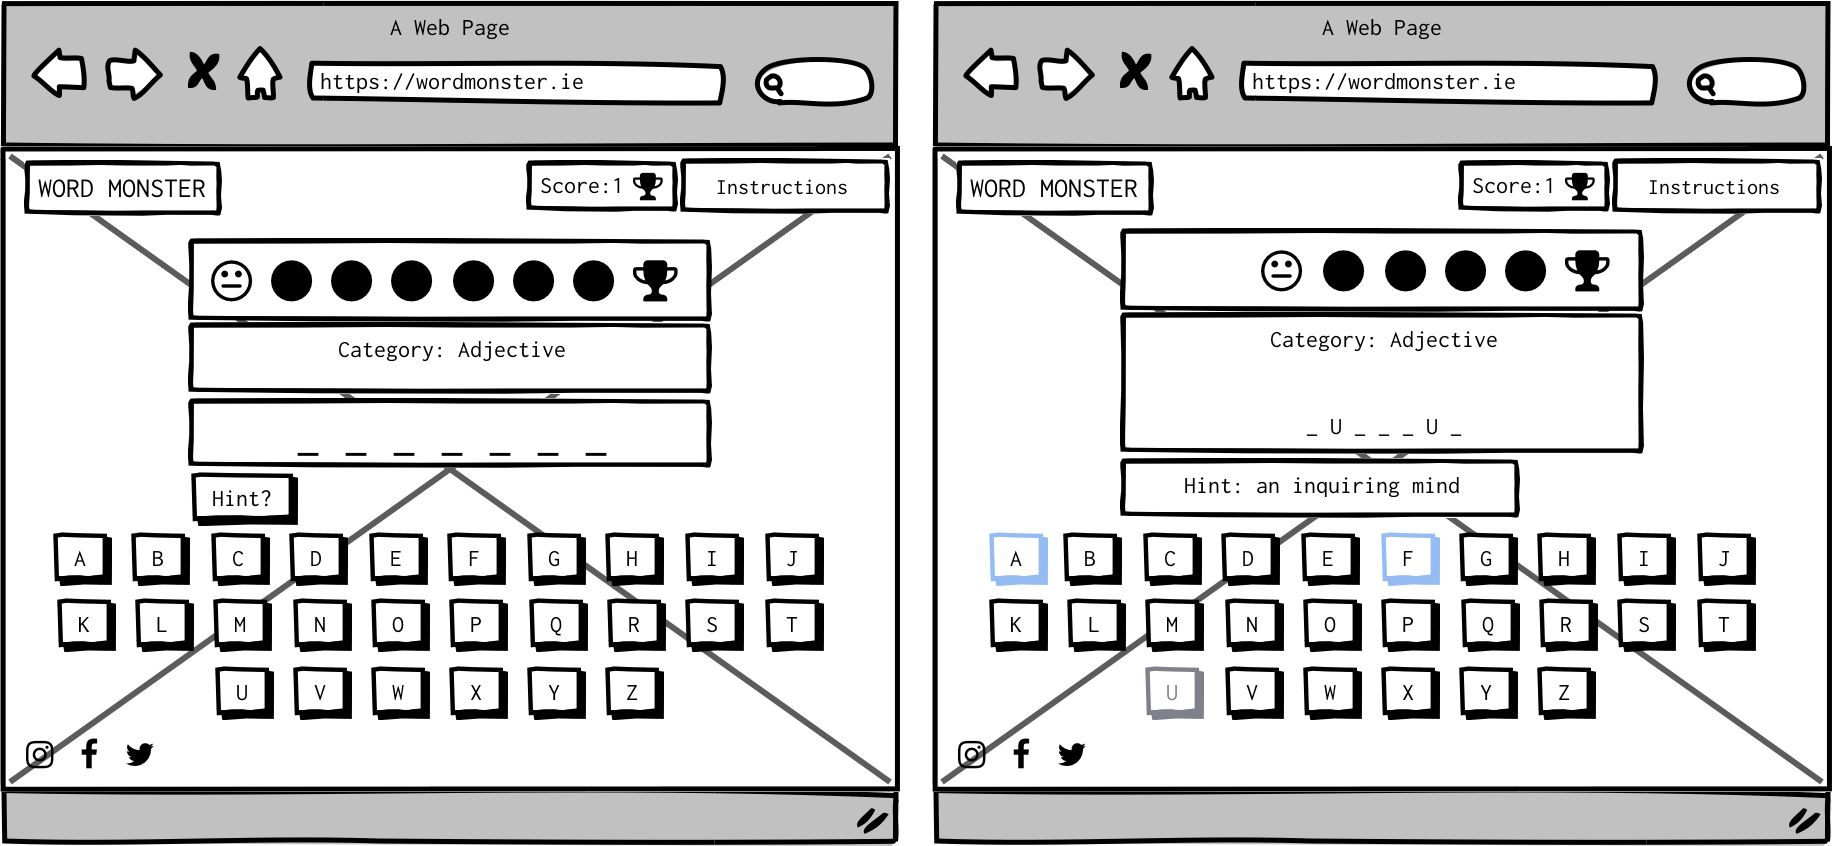 A Web Page
https://wordmonster.ie
WORD MONSTER
Score:1
Instructions
Category: Adjective
_ _ _ _ _ _ _
Hint?
A B C D E F G H I J
K L M N O P Q R S T
U V W X Y Z
A Web Page
https://wordmonster.ie
WORD MONSTER
Score:1
Instructions
Category: Adjective
_ U _ _ _ U _
Hint: an inquiring mind
A B C D E F G H I J
K L M N O P Q R S T
U V W X Y Z